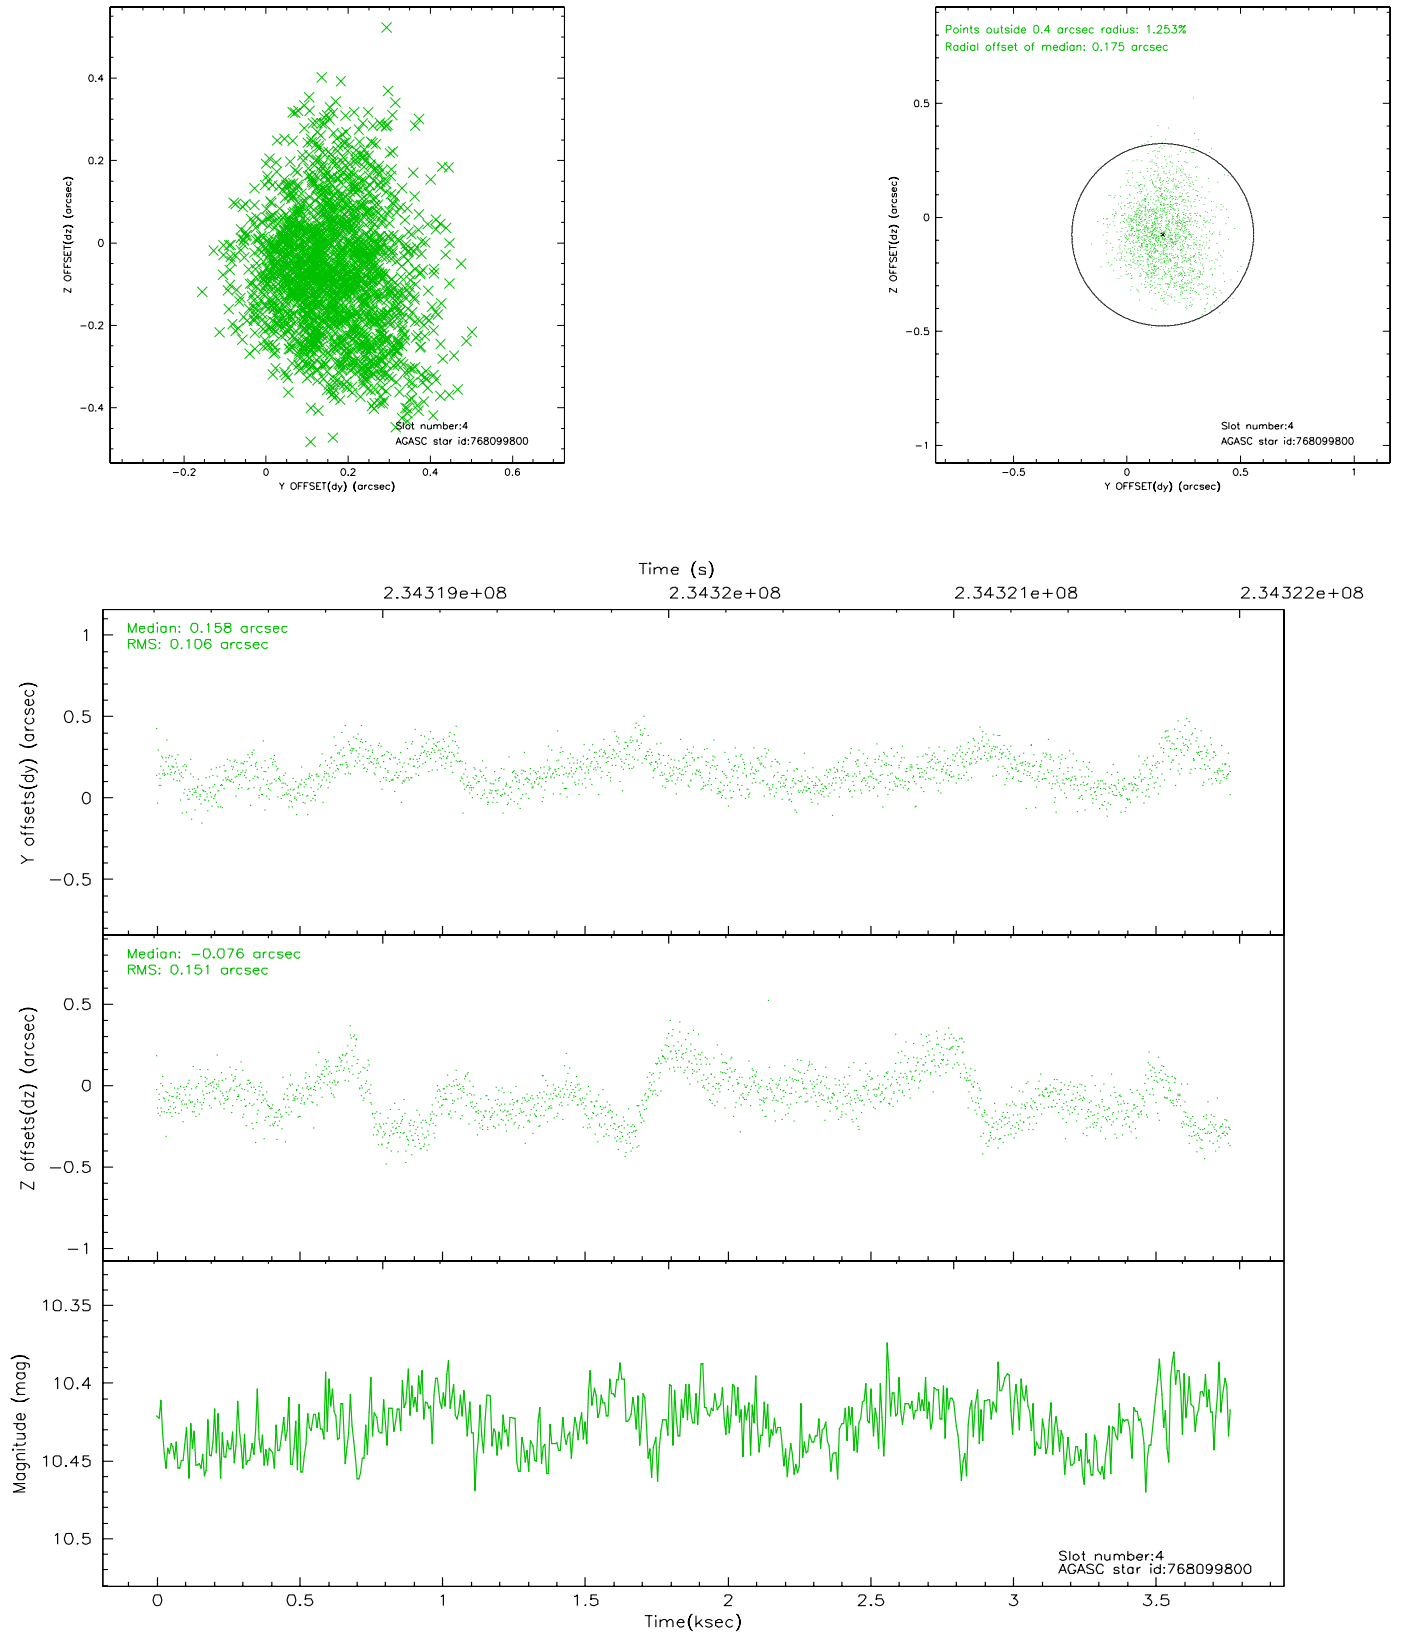 0.4
0.2
0
-0.2
-0.4
Z OFFSET(dz) (arcsec)
Slot number:4
AGASC star id:768099800
-0.2 0 0.2 0.4 0.6
Y OFFSET(dy) (arcsec)
Points outside 0.4 arcsec radius: 1.253%
Radial offset of median: 0.175 arcsec
0.5
0
-0.5
-1
Z OFFSET(dz) (arcsec)
Slot number:4
AGASC star id:768099800
-0.5 0 0.5 1
Y OFFSET(dy) (arcsec)
Time (s)
2.34319e+08 2.3432e+08 2.34321e+08 2.34322e+08
Median: 0.158 arcsec
RMS: 0.106 arcsec
1
0.5
0
-0.5
Y offsets(dy) (arcsec)
Median: -0.076 arcsec
RMS: 0.151 arcsec
0.5
0
-0.5
-1
Z offsets(dz) (arcsec)
10.35
10.4
10.45
10.5
Magnitude (mag)
Slot number:4
AGASC star id:768099800
0 0.5 1 1.5 2 2.5 3 3.5
Time(ksec)